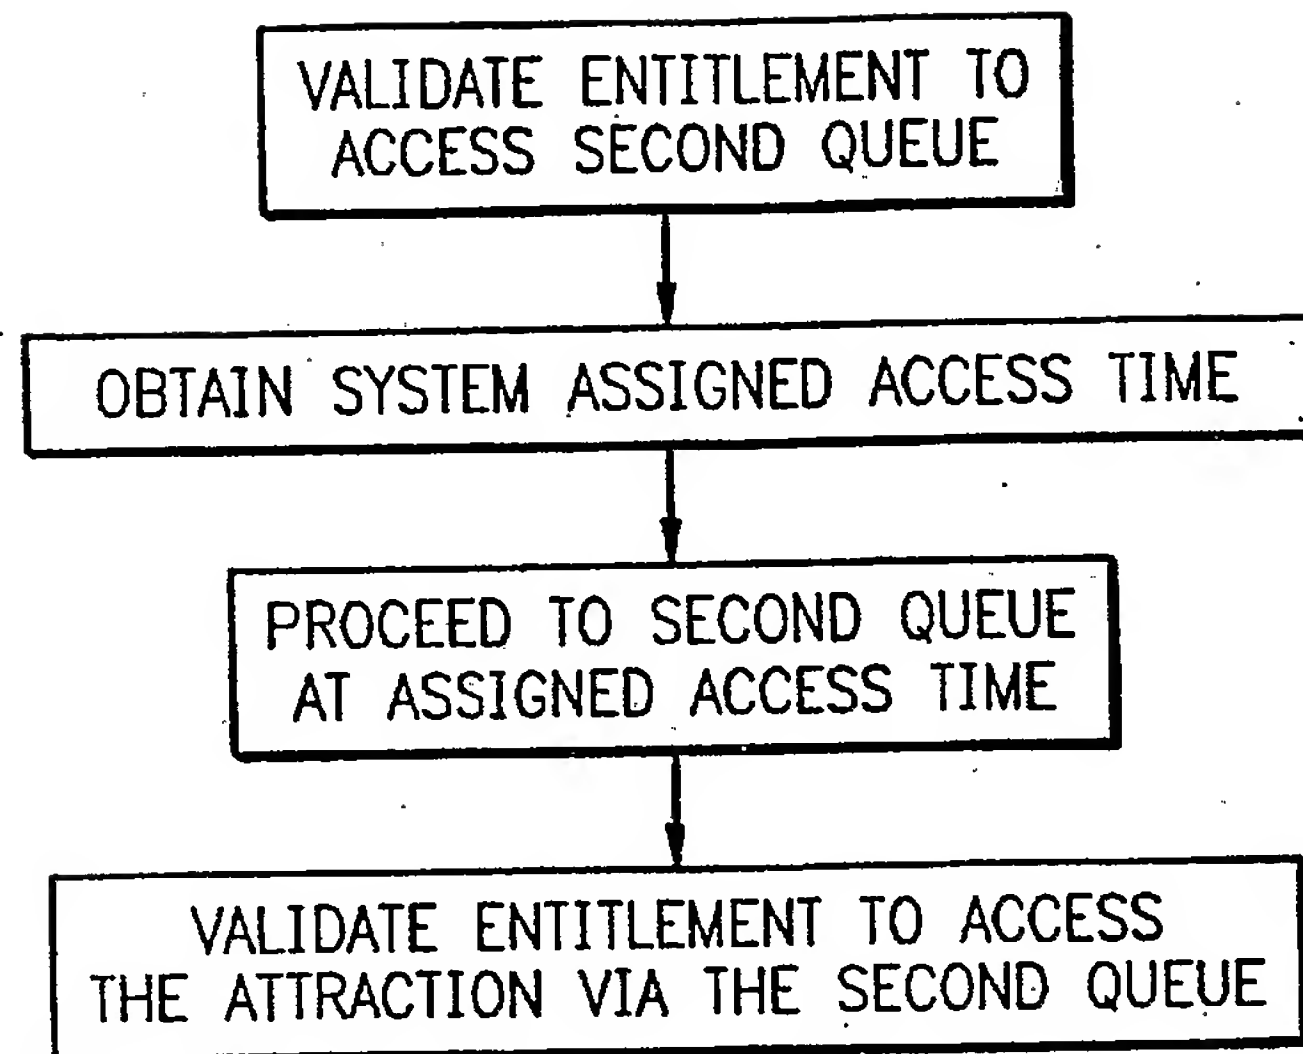 VALIDATE ENTITLEMENT TO
ACCESS SECOND QUEUE
OBTAIN SYSTEM ASSIGNED ACCESS TIME
PROCEED TO SECOND QUEUE
AT ASSIGNED ACCESS TIME
VALIDATE ENTITLEMENT TO ACCESS
THE ATTRACTION VIA THE SECOND QUEUE